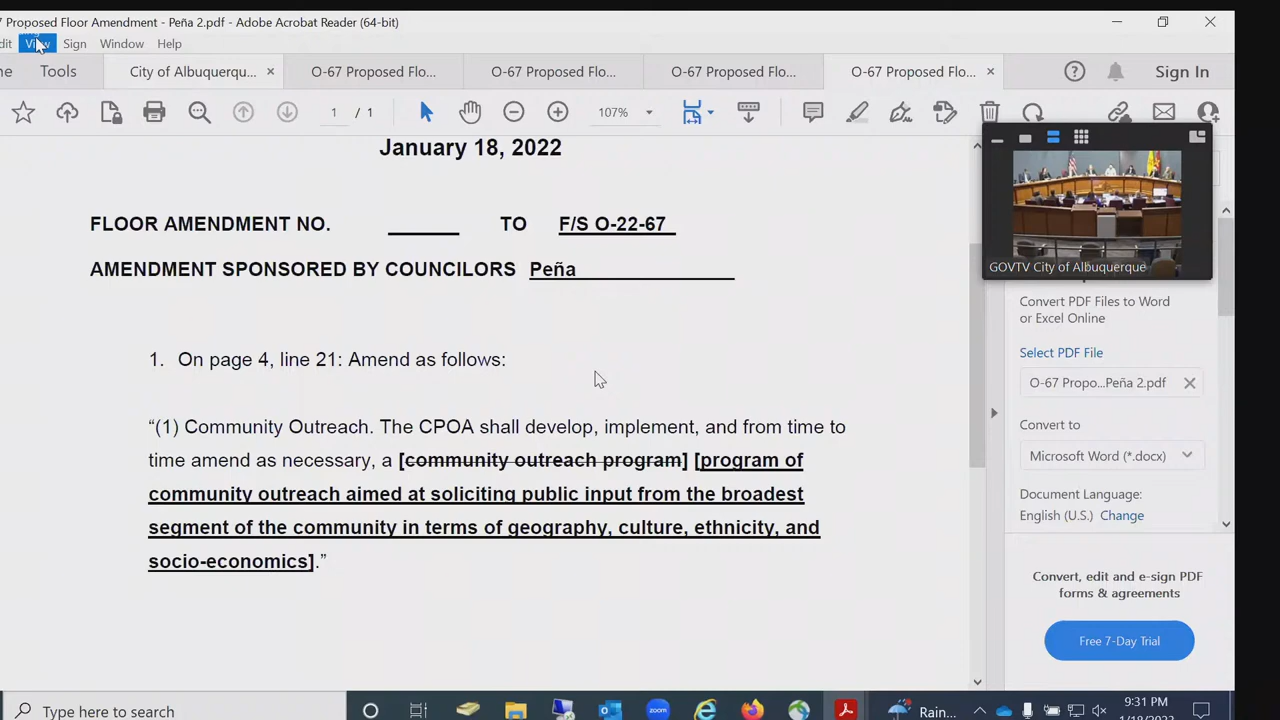 67 Proposed Floor Amendment - Peña 2.pdf - Adobe Acrobat Reader (64-bit)
View Sign Window Help
Tools City of Albuquerqu... × O-67 Proposed Flo... O-67 Proposed Flo... O-67 Proposed Flo... O-67 Proposed Flo... × Sign In
1 / 1 107%
January 18, 2022
FLOOR AMENDMENT NO. ______ TO F/S O-22-67
AMENDMENT SPONSORED BY COUNCILORS Peña
1. On page 4, line 21: Amend as follows:
“(1) Community Outreach. The CPOA shall develop, implement, and from time to
time amend as necessary, a [community outreach program] [program of
community outreach aimed at soliciting public input from the broadest
segment of the community in terms of geography, culture, ethnicity, and
socio-economics].”
GOVTV City of Albuquerque
Convert PDF Files to Word
or Excel Online
Select PDF File
O-67 Propo...Peña 2.pdf
Convert to
Microsoft Word (*.docx)
Document Language:
English (U.S.) Change
Convert, edit and e-sign PDF
forms & agreements
Free 7-Day Trial
Type here to search
zoom
Rain...
9:31 PM